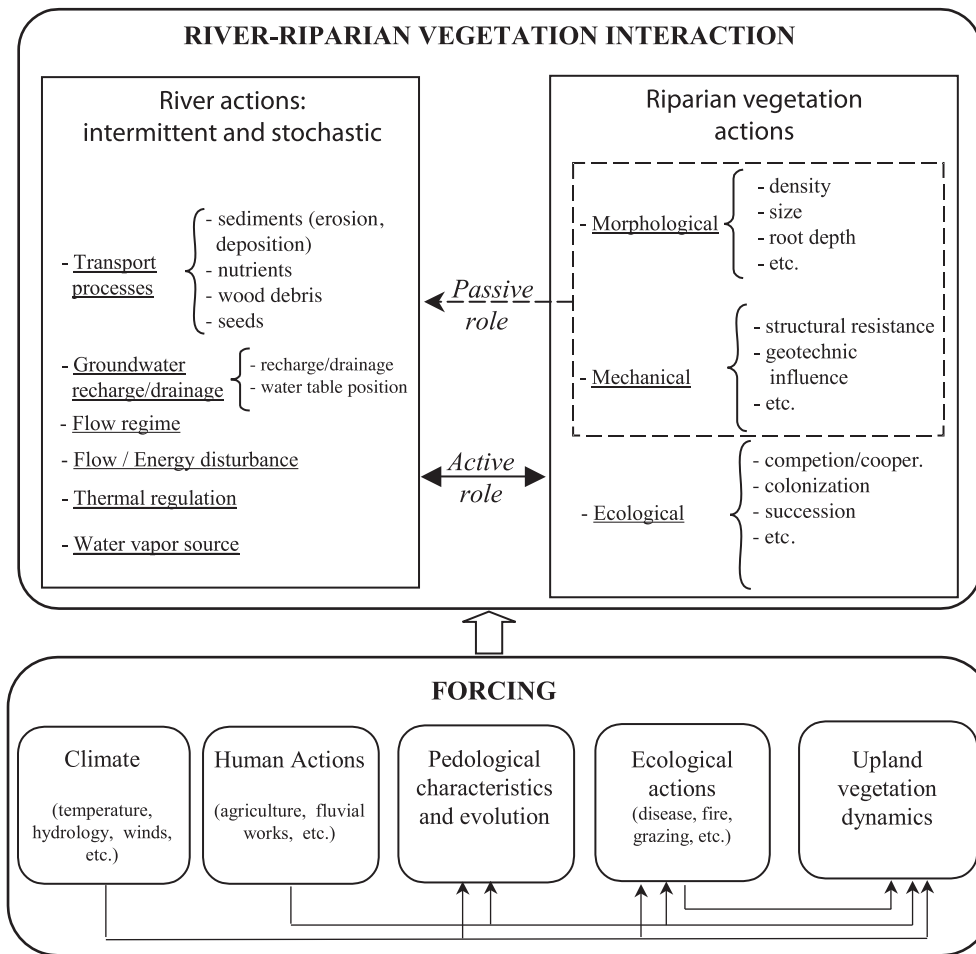 RIVER-RIPARIAN VEGETATION INTERACTION
River actions:
intermittent and stochastic
- Transport
processes
- sediments (erosion,
deposition)
- nutrients
- wood debris
- seeds
- Groundwater
recharge/drainage
- recharge/drainage
- water table position
- Flow regime
- Flow / Energy disturbance
- Thermal regulation
- Water vapor source
Passive
role
Active
role
Riparian vegetation
actions
- Morphological
- density
- size
- root depth
- etc.
- Mechanical
- structural resistance
- geotechnic
influence
- etc.
- Ecological
- competion/cooper.
- colonization
- succession
- etc.
FORCING
Climate
(temperature,
hydrology, winds,
etc.)
Human Actions
(agriculture, fluvial
works, etc.)
Pedological
characteristics
and evolution
Ecological
actions
(disease, fire,
grazing, etc.)
Upland
vegetation
dynamics